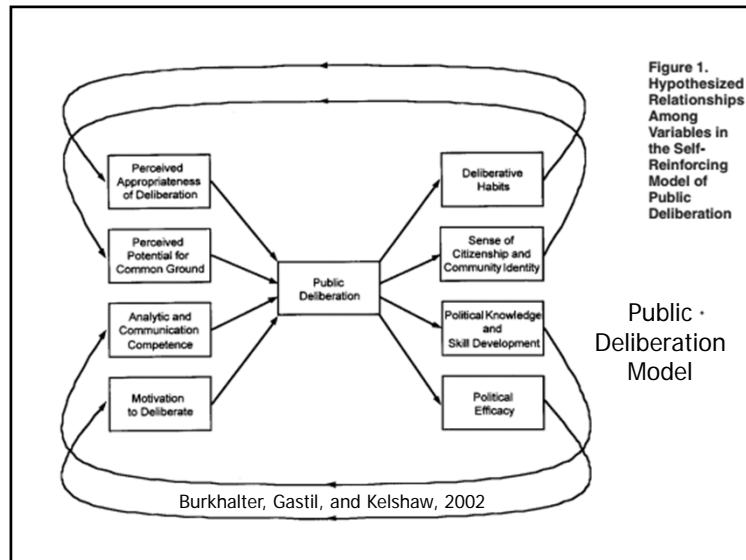 Perceived
Appropriateness
of Deliberation
Perceived
Potential for
Common Ground
Analytic and
Communication
Competence
Motivation
to Deliberate
Public
Deliberation
Deliberative
Habits
Sense of
Citizenship and
Community Identity
Political Knowledge
and
Skill Development
Political
Efficacy
Figure 1.
Hypothesized
Relationships
Among
Variables in
the Self-
Reinforcing
Model of
Public
Deliberation
Public
Deliberation
Model
Burkhalter, Gastil, and Kelshaw, 2002